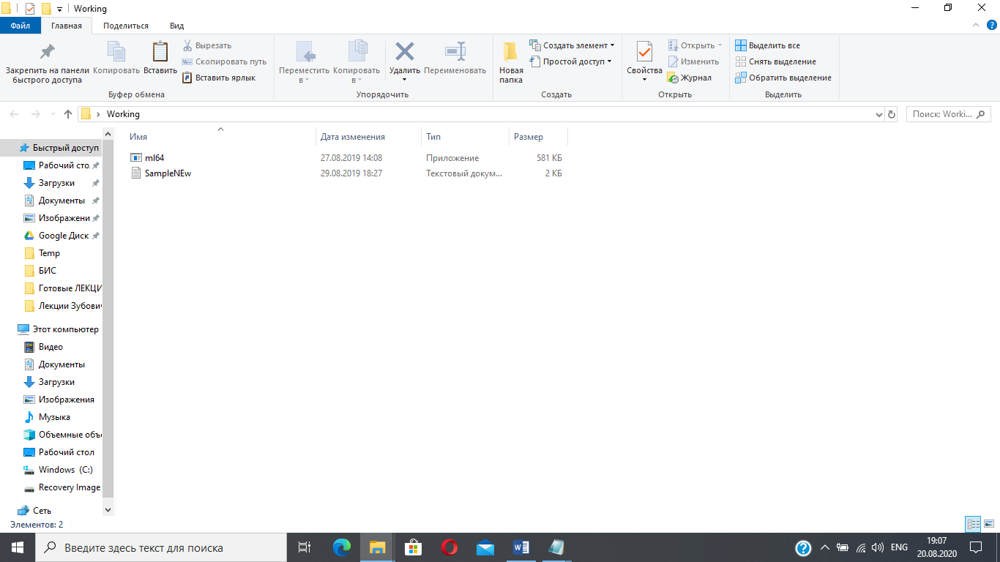 Working
Файл Главная Поделиться Вид
Закрепить на панели быстрого доступа
Копировать
Вставить
Вырезать
Скопировать путь
Вставить ярлык
Буфер обмена
Переместить в
Копировать в
Удалить
Переименовать
Упорядочить
Новая папка
Создать элемент
Простой доступ
Создать
Свойства
Открыть
Изменить
Журнал
Открыть
Выделить все
Снять выделение
Обратить выделение
Выделить
Working
Поиск: Worki...
Имя Дата изменения Тип Размер
ml64 27.08.2019 14:08 Приложение 581 КБ
SampleNEw 29.08.2019 18:27 Текстовый докум... 2 КБ
Быстрый доступ
Рабочий сто
Загрузки
Документы
Изображени
Google Диск
Temp
БИС
Готовые ЛЕКЦИ
Лекции Зубови
Этот компьютер
Видео
Документы
Загрузки
Изображения
Музыка
Объемные объ
Рабочий стол
Windows (C:)
Recovery Image
Сеть
Элементов: 2
Введите здесь текст для поиска
ENG
19:07
20.08.2020